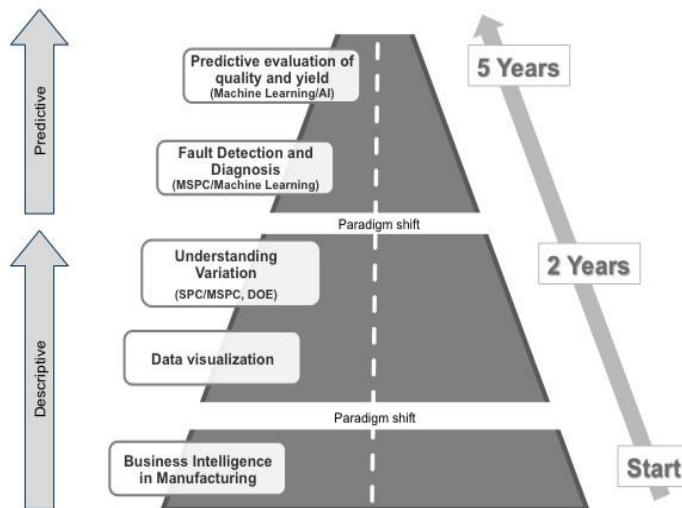 Predictive evaluation of
quality and yield
(Machine Learning/AI)
5 Years
Predictive
Fault Detection and
Diagnosis
(MSPC/Machine Learning)
Paradigm shift
Understanding
Variation
(SPC/MSPC, DOE)
2 Years
Data visualization
Descriptive
Paradigm shift
Business Intelligence
in Manufacturing
Start